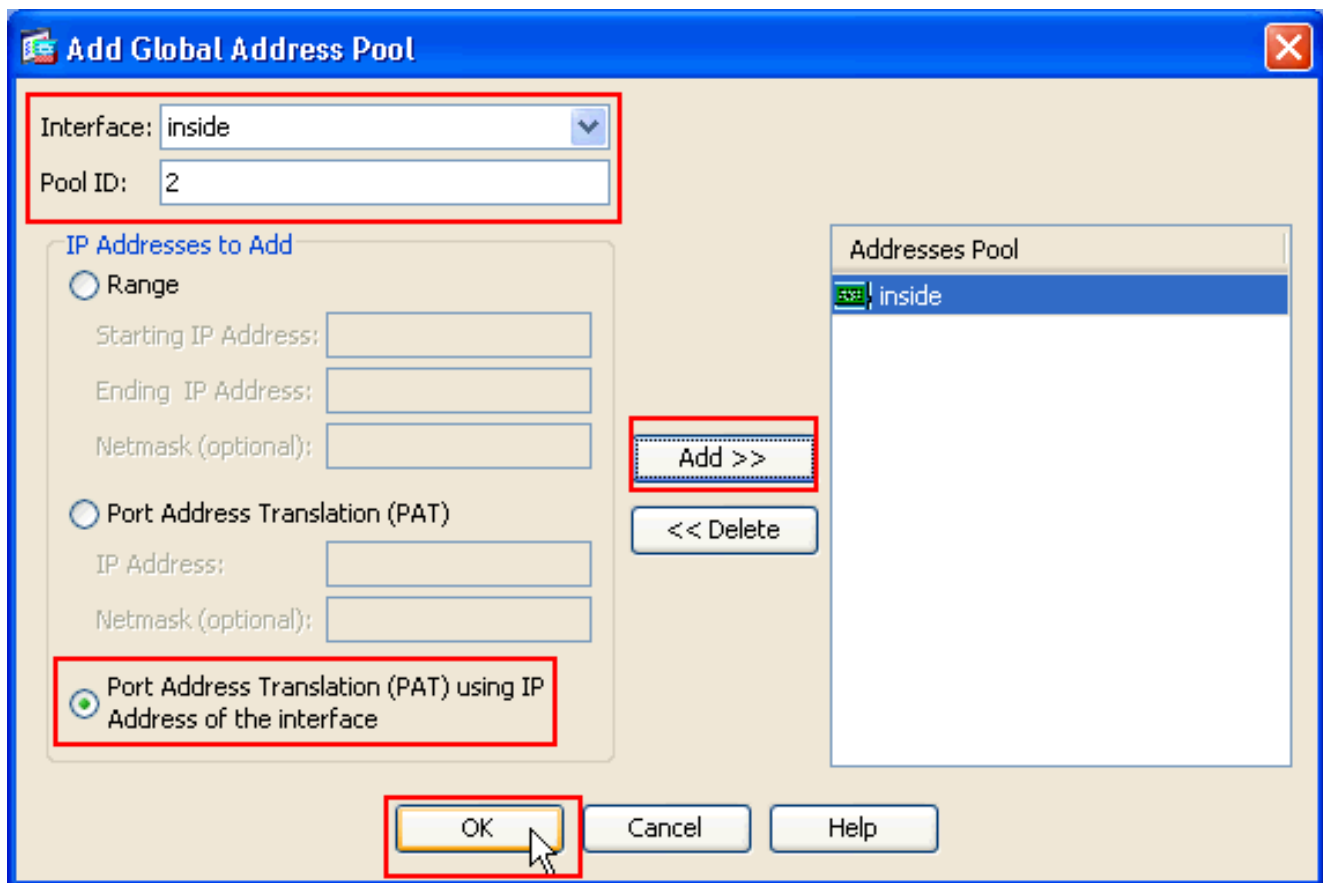 Add Global Address Pool
Interface: inside
Pool ID: 2
IP Addresses to Add
Range
Starting IP Address:
Ending IP Address:
Netmask (optional):
Port Address Translation (PAT)
IP Address:
Netmask (optional):
Port Address Translation (PAT) using IP
Address of the interface
Add >>
<< Delete
Addresses Pool
inside
OK
Cancel
Help